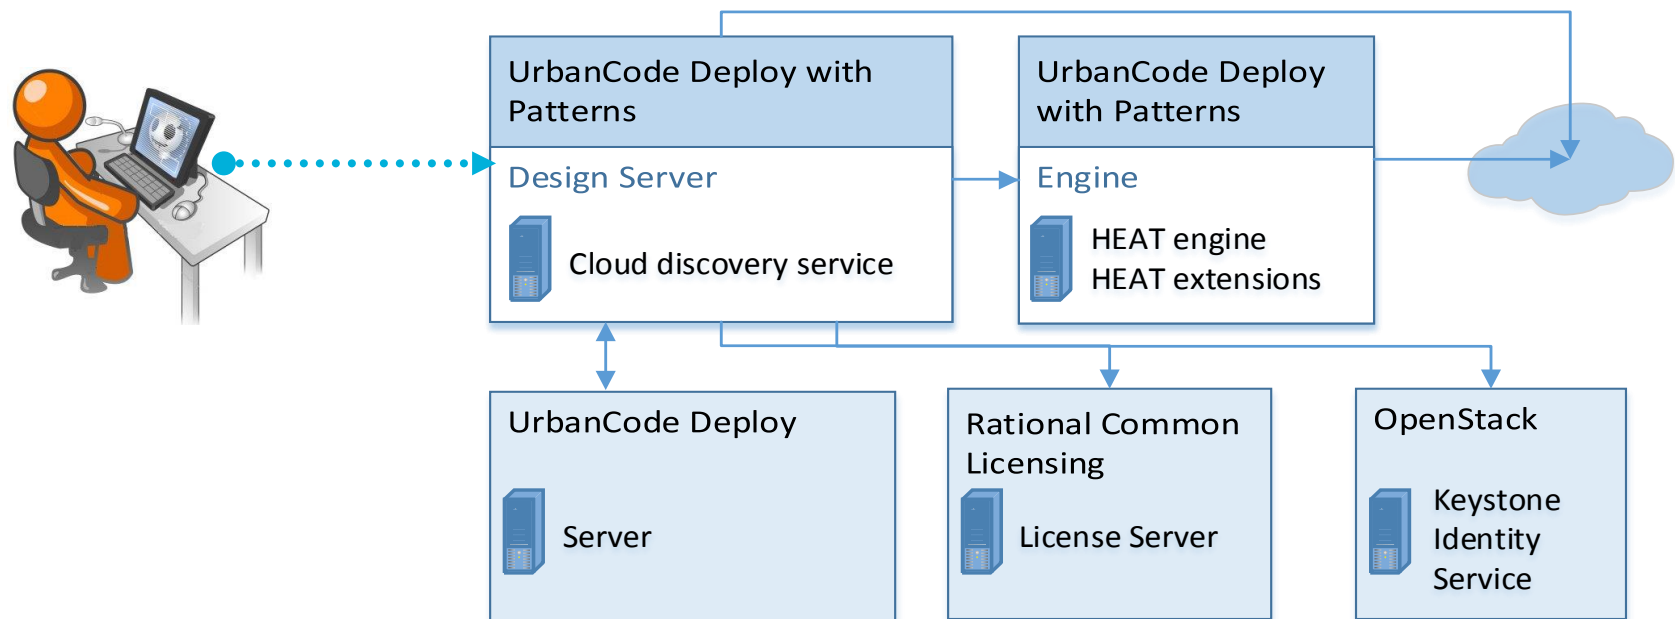 UrbanCode Deploy with
Patterns
Design Server
Cloud discovery service
UrbanCode Deploy
with Patterns
Engine
HEAT engine
HEAT extensions
UrbanCode Deploy
Server
Rational Common
Licensing
License Server
OpenStack
Keystone
Identity
Service